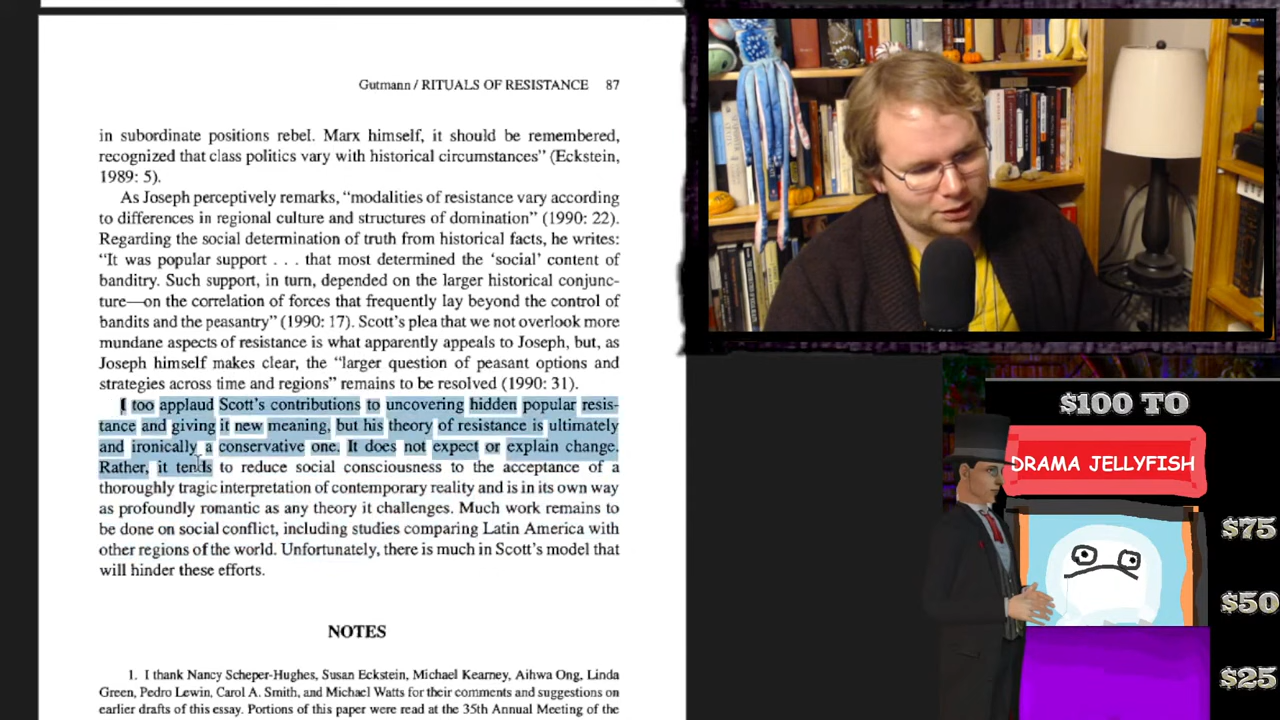 Gutmann / RITUALS OF RESISTANCE 87
in subordinate positions rebel. Marx himself, it should be remembered,
recognized that class politics vary with historical circumstances” (Eckstein,
1989: 5).
As Joseph perceptively remarks, “modalities of resistance vary according
to differences in regional culture and structures of domination” (1990: 22).
Regarding the social determination of truth from historical facts, he writes:
“It was popular support . . . that most determined the ‘social’ content of
banditry. Such support, in turn, depended on the larger historical conjunc-
ture—on the correlation of forces that frequently lay beyond the control of
bandits and the peasantry” (1990: 17). Scott’s plea that we not overlook more
mundane aspects of resistance is what apparently appeals to Joseph, but, as
Joseph himself makes clear, the “larger question of peasant options and
strategies across time and regions” remains to be resolved (1990: 31).
I too applaud Scott’s contributions to uncovering hidden popular resis-
tance and giving it new meaning, but his theory of resistance is ultimately
and ironically a conservative one. It does not expect or explain change.
Rather, it tends to reduce social consciousness to the acceptance of a
thoroughly tragic interpretation of contemporary reality and is in its own way
as profoundly romantic as any theory it challenges. Much work remains to
be done on social conflict, including studies comparing Latin America with
other regions of the world. Unfortunately, there is much in Scott’s model that
will hinder these efforts.
NOTES
1. I thank Nancy Scheper-Hughes, Susan Eckstein, Michael Kearney, Aihwa Ong, Linda
Green, Pedro Lewin, Carol A. Smith, and Michael Watts for their comments and suggestions on
earlier drafts of this essay. Portions of this paper were read at the 35th Annual Meeting of the
$100 TO
DRAMA JELLYFISH
$75
$50
$25